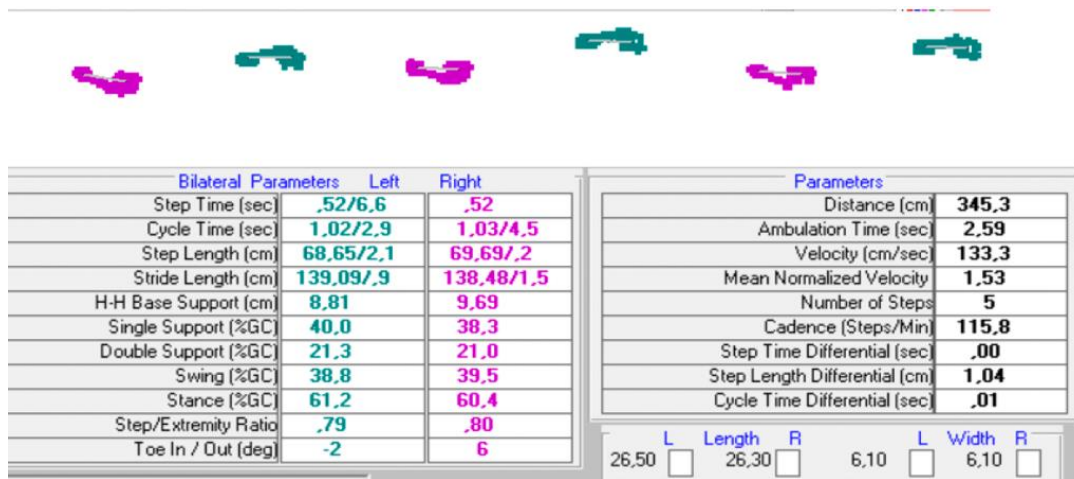 Bilateral Parameters Left Right
Step Time (sec) ,52/6,6 ,52
Cycle Time (sec) 1,02/2,9 1,03/4,5
Step Length (cm) 68,65/2,1 69,69/,2
Stride Length (cm) 139,09/,9 138,48/1,5
H-H Base Support (cm) 8,81 9,69
Single Support (%GC) 40,0 38,3
Double Support (%GC) 21,3 21,0
Swing (%GC) 38,8 39,5
Stance (%GC) 61,2 60,4
Step/Extremity Ratio ,79 ,80
Toe In / Out (deg) -2 6
Parameters
Distance (cm) 345,3
Ambulation Time (sec) 2,59
Velocity (cm/sec) 133,3
Mean Normalized Velocity 1,53
Number of Steps 5
Cadence (Steps/Min) 115,8
Step Time Differential (sec) ,00
Step Length Differential (cm) 1,04
Cycle Time Differential (sec) ,01
L Length R L Width R
26,50 26,30 6,10 6,10